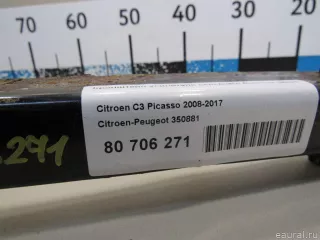 20 30 40 50 60 70
Citroen C3 Picasso 2008-2017
Citroen-Peugeot 350881
80 706 271
271
eaural.ru